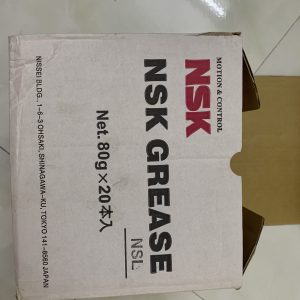 NSK
MOTION & CONTROL
NSK GREASE
NSL
Net. 80g×20本入
NISSEI BLDG., 1-6-3 OHSAKI, SHINAGAWA-KU, TOKYO 141-8560 JAPAN